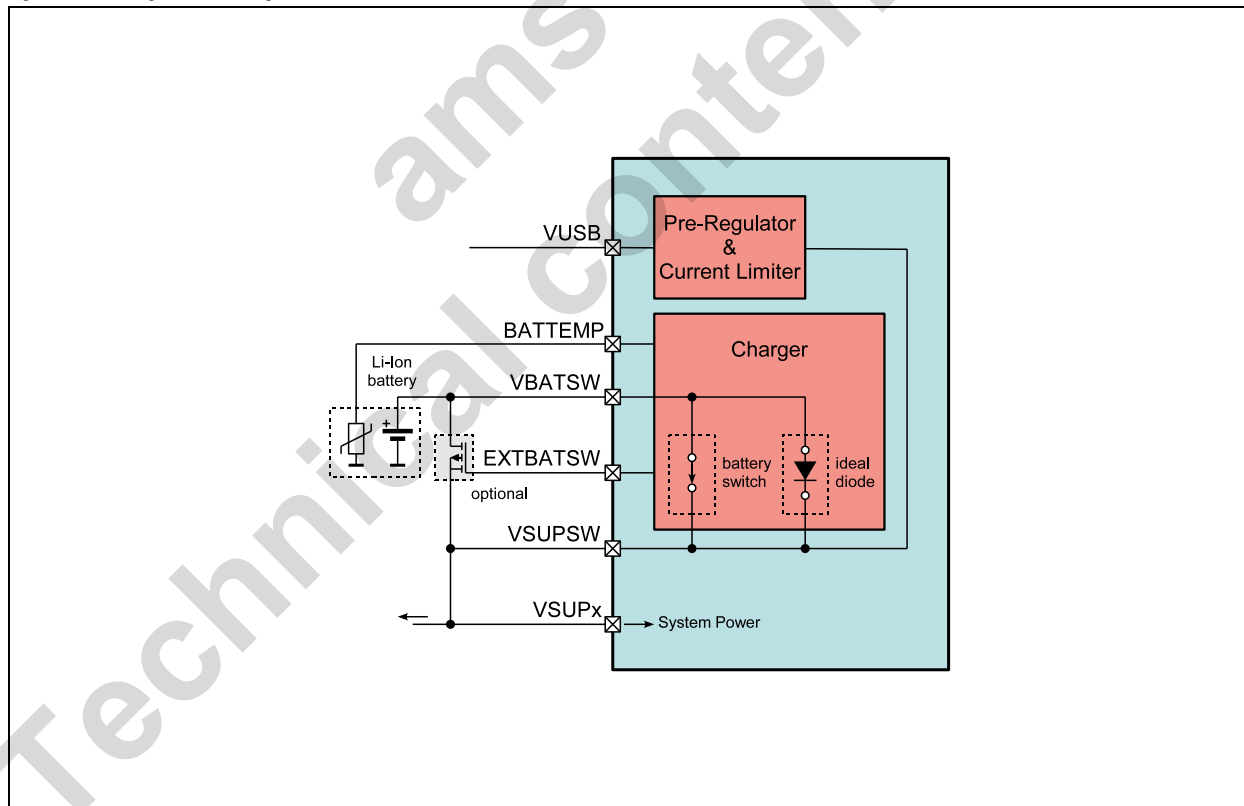 ams
Technical conten
Pre-Regulator
&
Current Limiter
VUSB
BATTEMP
Charger
Li-Ion
battery
VBATSW
+
EXTBATSW
optional
battery
switch
ideal
diode
VSUPSW
VSUPx
System Power